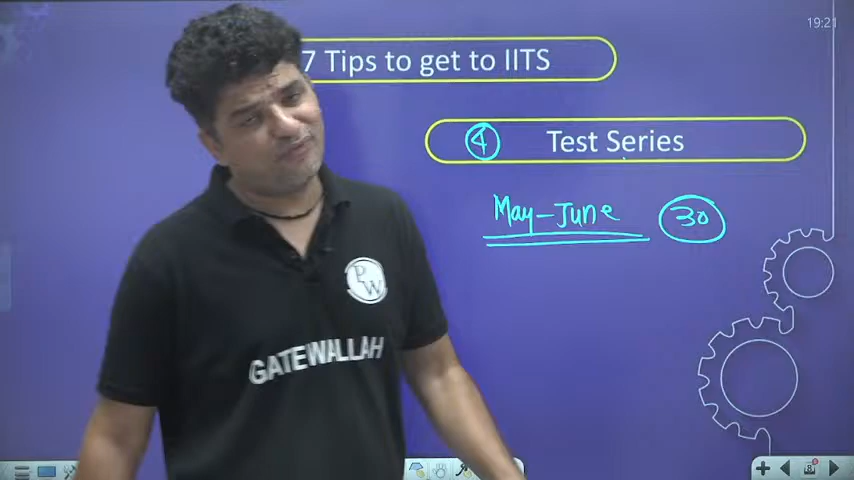 19:21
7 Tips to get to IITS
4 Test Series
May-June 30
PW
GATEWALLAH